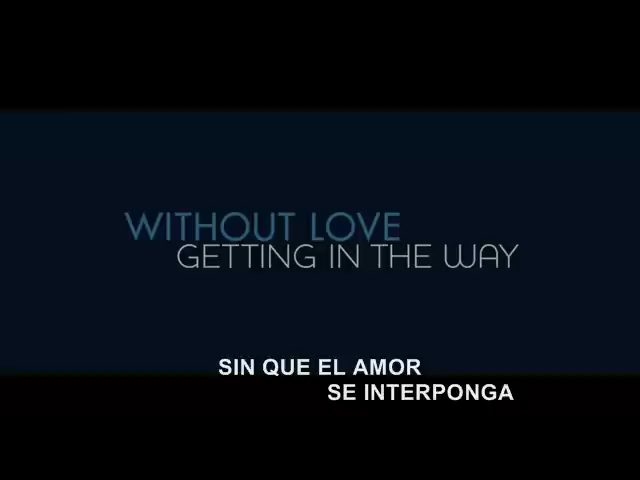 WITHOUT LOVE
GETTING IN THE WAY
SIN QUE EL AMOR
SE INTERPONGA